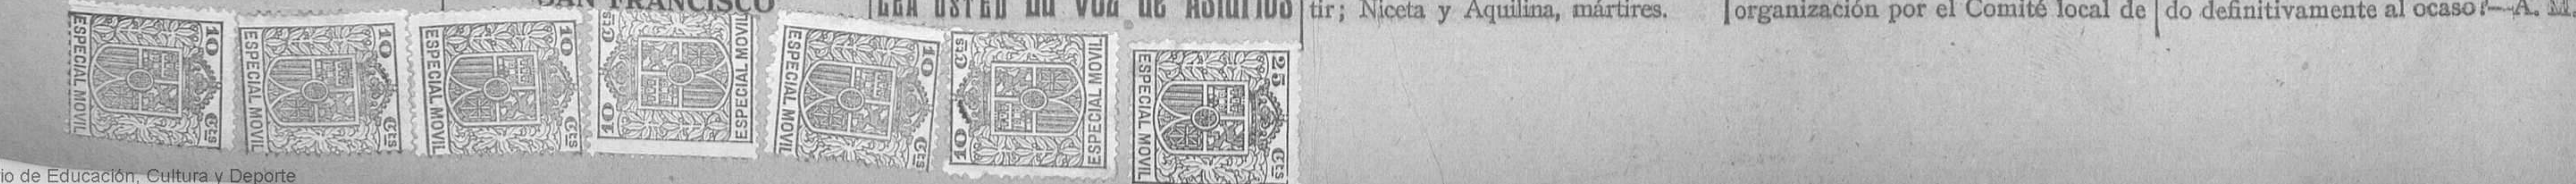 SAN FRANCISCO
LEA USTED La Voz de Asturias
tir; Niceta y Aquilina, mártires.
organización por el Comité local de
do definitivamente al ocaso?—A. M.
10 Cts
ESPECIAL MOVIL
10 Cts
ESPECIAL MOVIL
10 Cts
ESPECIAL MOVIL
10 Cts
ESPECIAL MOVIL
10 Cts
ESPECIAL MOVIL
10 Cts
ESPECIAL MOVIL
25 Cts
ESPECIAL MOVIL
io de Educación, Cultura y Deporte